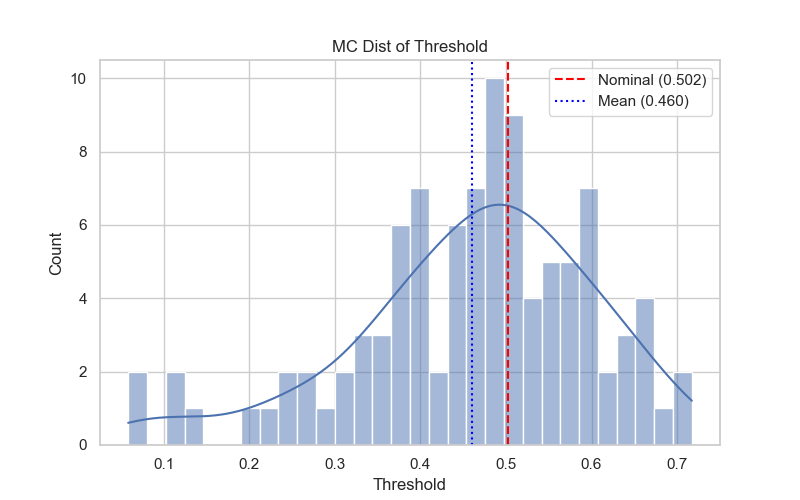 MC Dist of Threshold
Nominal (0.502)
Mean (0.460)
Count
10
8
6
4
2
0
0.1 0.2 0.3 0.4 0.5 0.6 0.7
Threshold